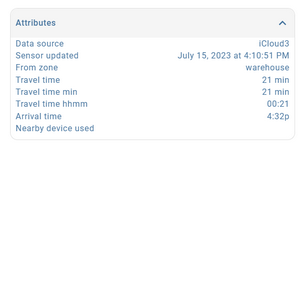 Attributes
Data source iCloud3
Sensor updated July 15, 2023 at 4:10:51 PM
From zone warehouse
Travel time 21 min
Travel time min 21 min
Travel time hhmm 00:21
Arrival time 4:32p
Nearby device used